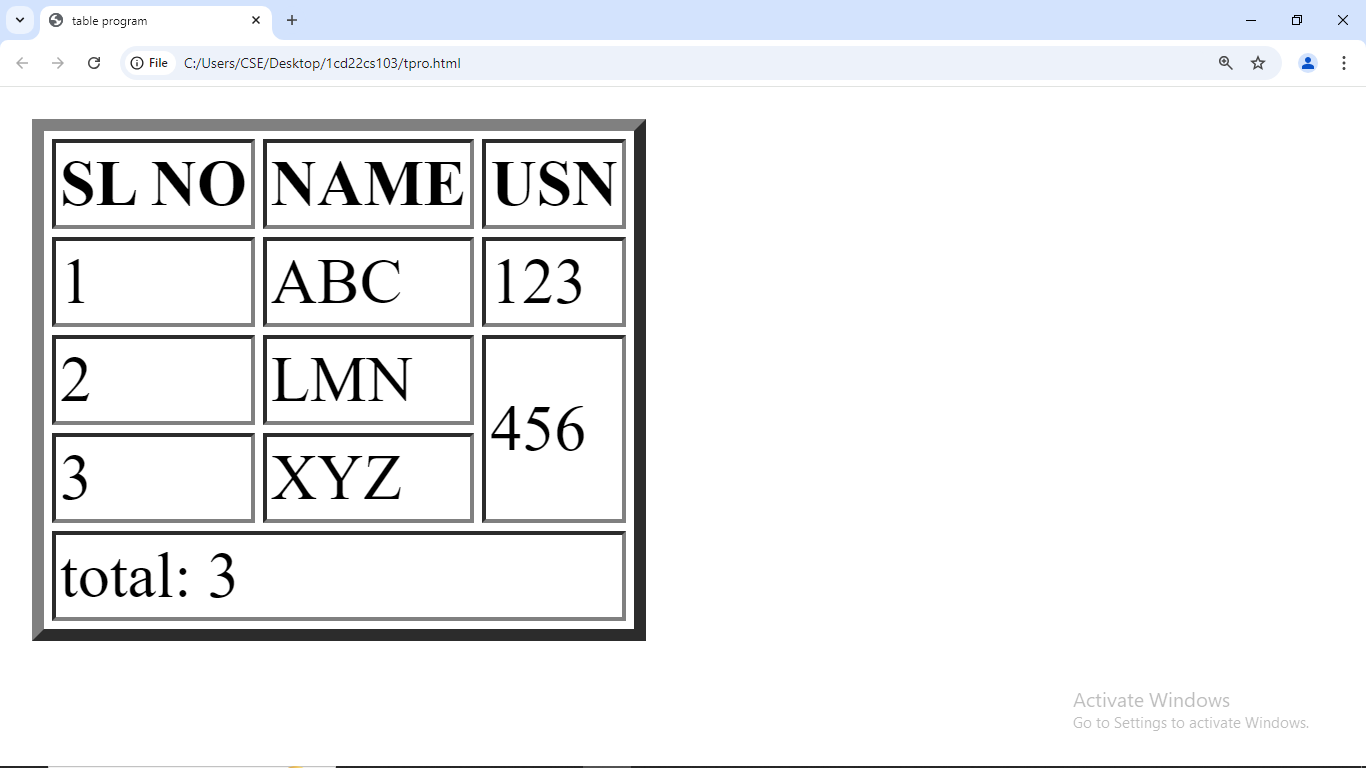 table program
File C:/Users/CSE/Desktop/1cd22cs103/tpro.html
SL NO NAME USN
1 ABC 123
2 LMN
456
3 XYZ
total: 3
Activate Windows
Go to Settings to activate Windows.